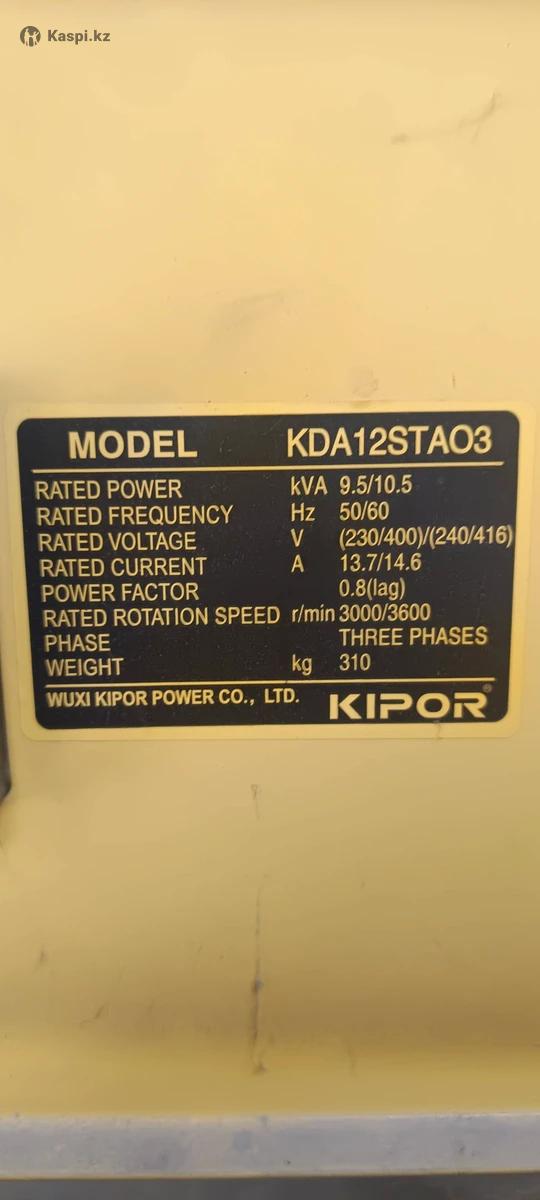 Kaspi.kz
MODEL KDA12STAO3
RATED POWER kVA 9.5/10.5
RATED FREQUENCY Hz 50/60
RATED VOLTAGE V (230/400)/(240/416)
RATED CURRENT A 13.7/14.6
POWER FACTOR 0.8(lag)
RATED ROTATION SPEED r/min 3000/3600
PHASE THREE PHASES
WEIGHT kg 310
WUXI KIPOR POWER CO., LTD. KIPOR®